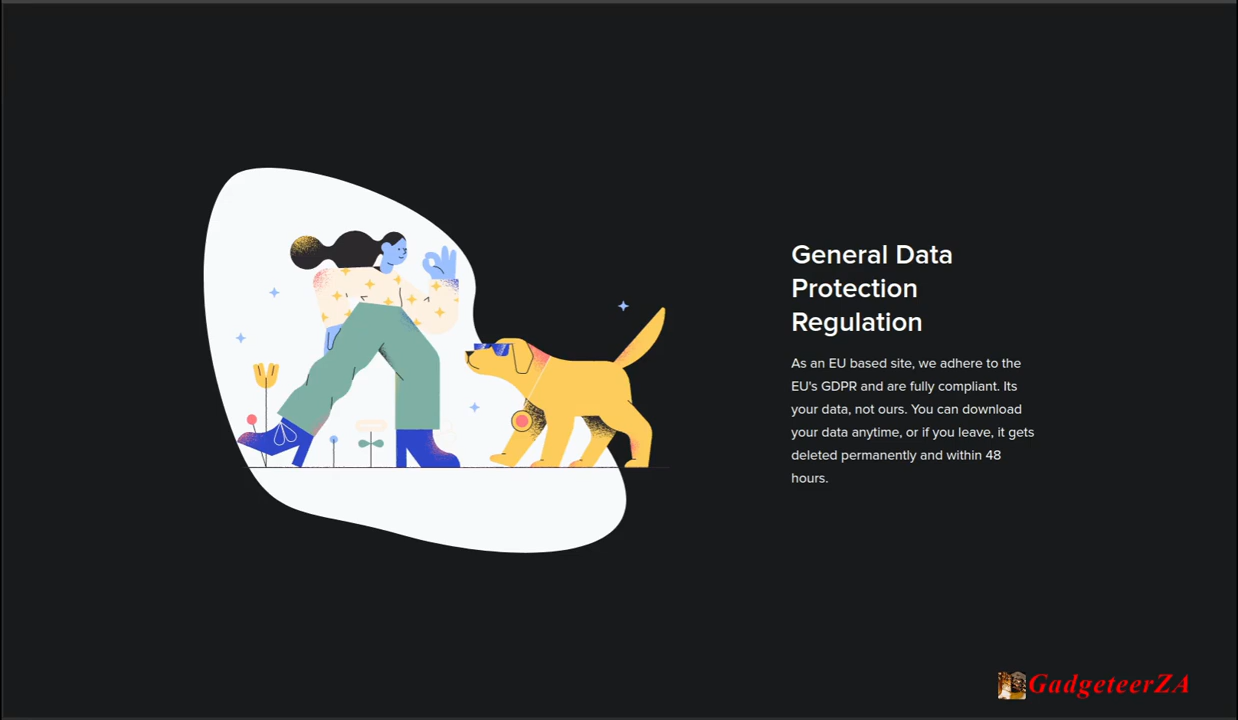 General Data
Protection
Regulation
As an EU based site, we adhere to the
EU's GDPR and are fully compliant. Its
your data, not ours. You can download
your data anytime, or if you leave, it gets
deleted permanently and within 48
hours.
GadgeteerZA